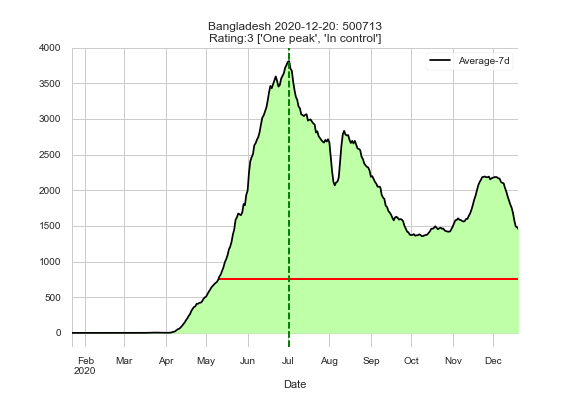 Bangladesh 2020-12-20: 500713
Rating:3 ['One peak', 'In control']
Average-7d
4000
3500
3000
2500
2000
1500
1000
500
0
Feb Mar Apr May Jun Jul Aug Sep Oct Nov Dec
2020
Date